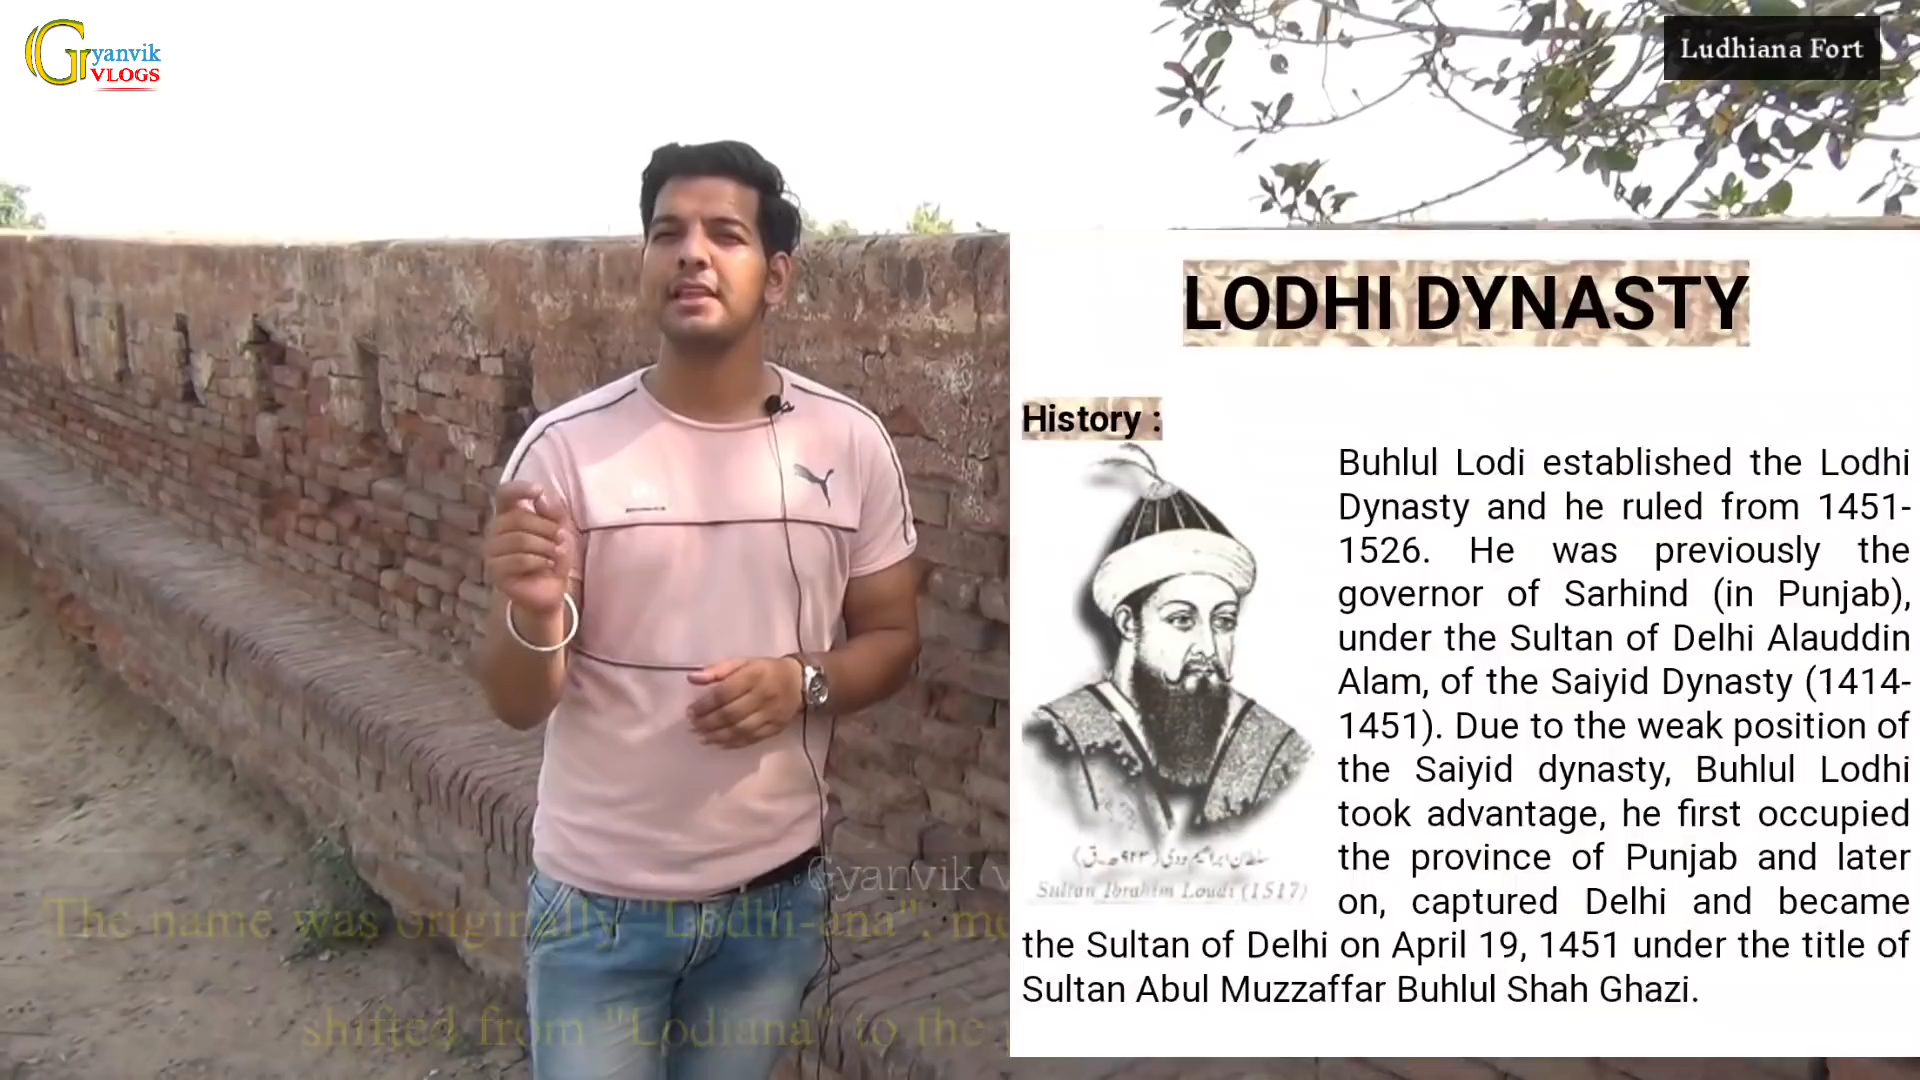 Gyanvik
VLOGS
Ludhiana Fort
LODHI DYNASTY
History :
Buhlul Lodi established the Lodhi
Dynasty and he ruled from 1451-
1526. He was previously the
governor of Sarhind (in Punjab),
under the Sultan of Delhi Alauddin
Alam, of the Saiyid Dynasty (1414-
1451). Due to the weak position of
the Saiyid dynasty, Buhlul Lodhi
took advantage, he first occupied
the province of Punjab and later
on, captured Delhi and became
the Sultan of Delhi on April 19, 1451 under the title of
Sultan Abul Muzzaffar Buhlul Shah Ghazi.
Sultan Ibrahim Loudi (1517)
Gyanvik v
The name was originally "Lodhi-ana", me
shifted from "Lodiana" to the